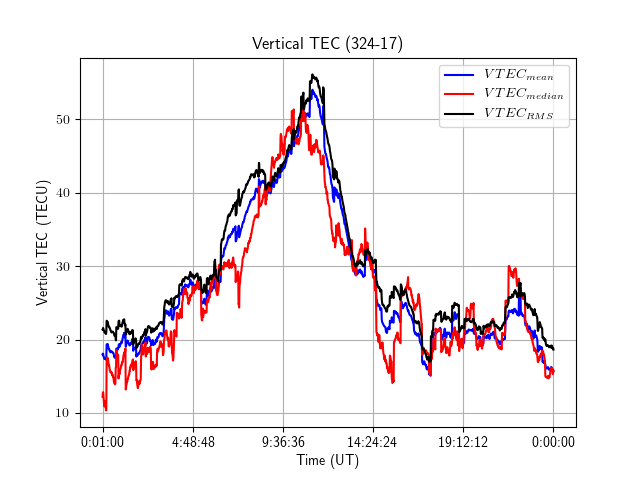 Vertical TEC (324-17)
VTEC_mean
VTEC_median
VTEC_RMS
Vertical TEC (TECU)
50
40
30
20
10
0:01:00 4:48:48 9:36:36 14:24:24 19:12:12 0:00:00
Time (UT)